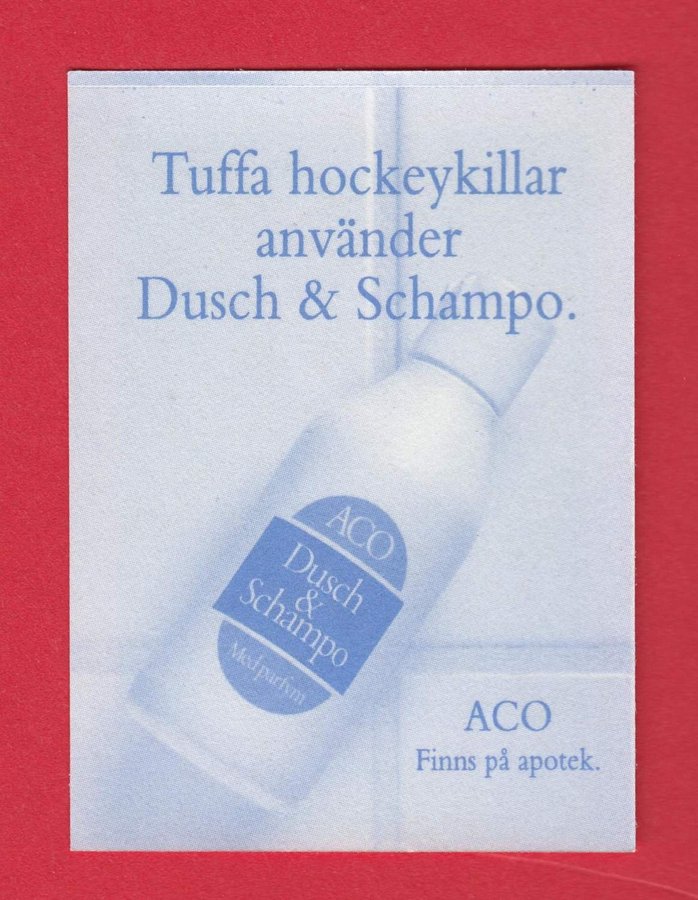 Tuffa hockeykillar
använder
Dusch & Schampo.
ACO
Dusch
&
Schampo
Med parfym
ACO
Finns på apotek.